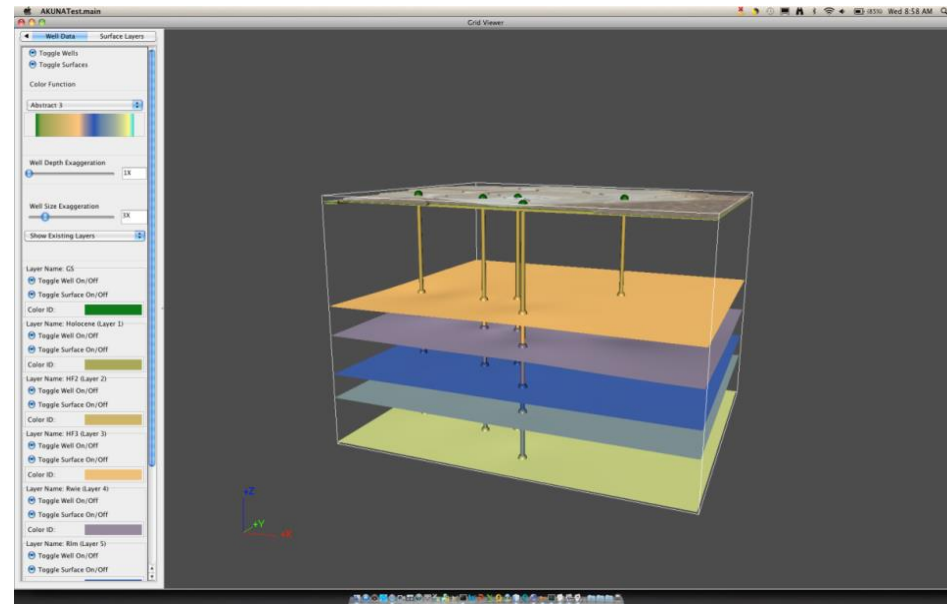 AKUNATest.main
(85%) Wed 8:58 AM
Grid Viewer
Well Data Surface Layers
Toggle Wells
Toggle Surfaces
Color Function
Abstract 3
Well Depth Exaggeration
1X
Well Size Exaggeration
3X
Show Existing Layers
Layer Name: GS
Toggle Well On/Off
Toggle Surface On/Off
Color ID:
Layer Name: Holocene (Layer 1)
Toggle Well On/Off
Toggle Surface On/Off
Color ID:
Layer Name: HF2 (Layer 2)
Toggle Well On/Off
Toggle Surface On/Off
Color ID:
Layer Name: HF3 (Layer 3)
Toggle Well On/Off
Toggle Surface On/Off
Color ID:
Layer Name: Rwie (Layer 4)
Toggle Well On/Off
Toggle Surface On/Off
Color ID:
Layer Name: Rlm (Layer 5)
Toggle Well On/Off
Toggle Surface On/Off
+Z
+Y
+X